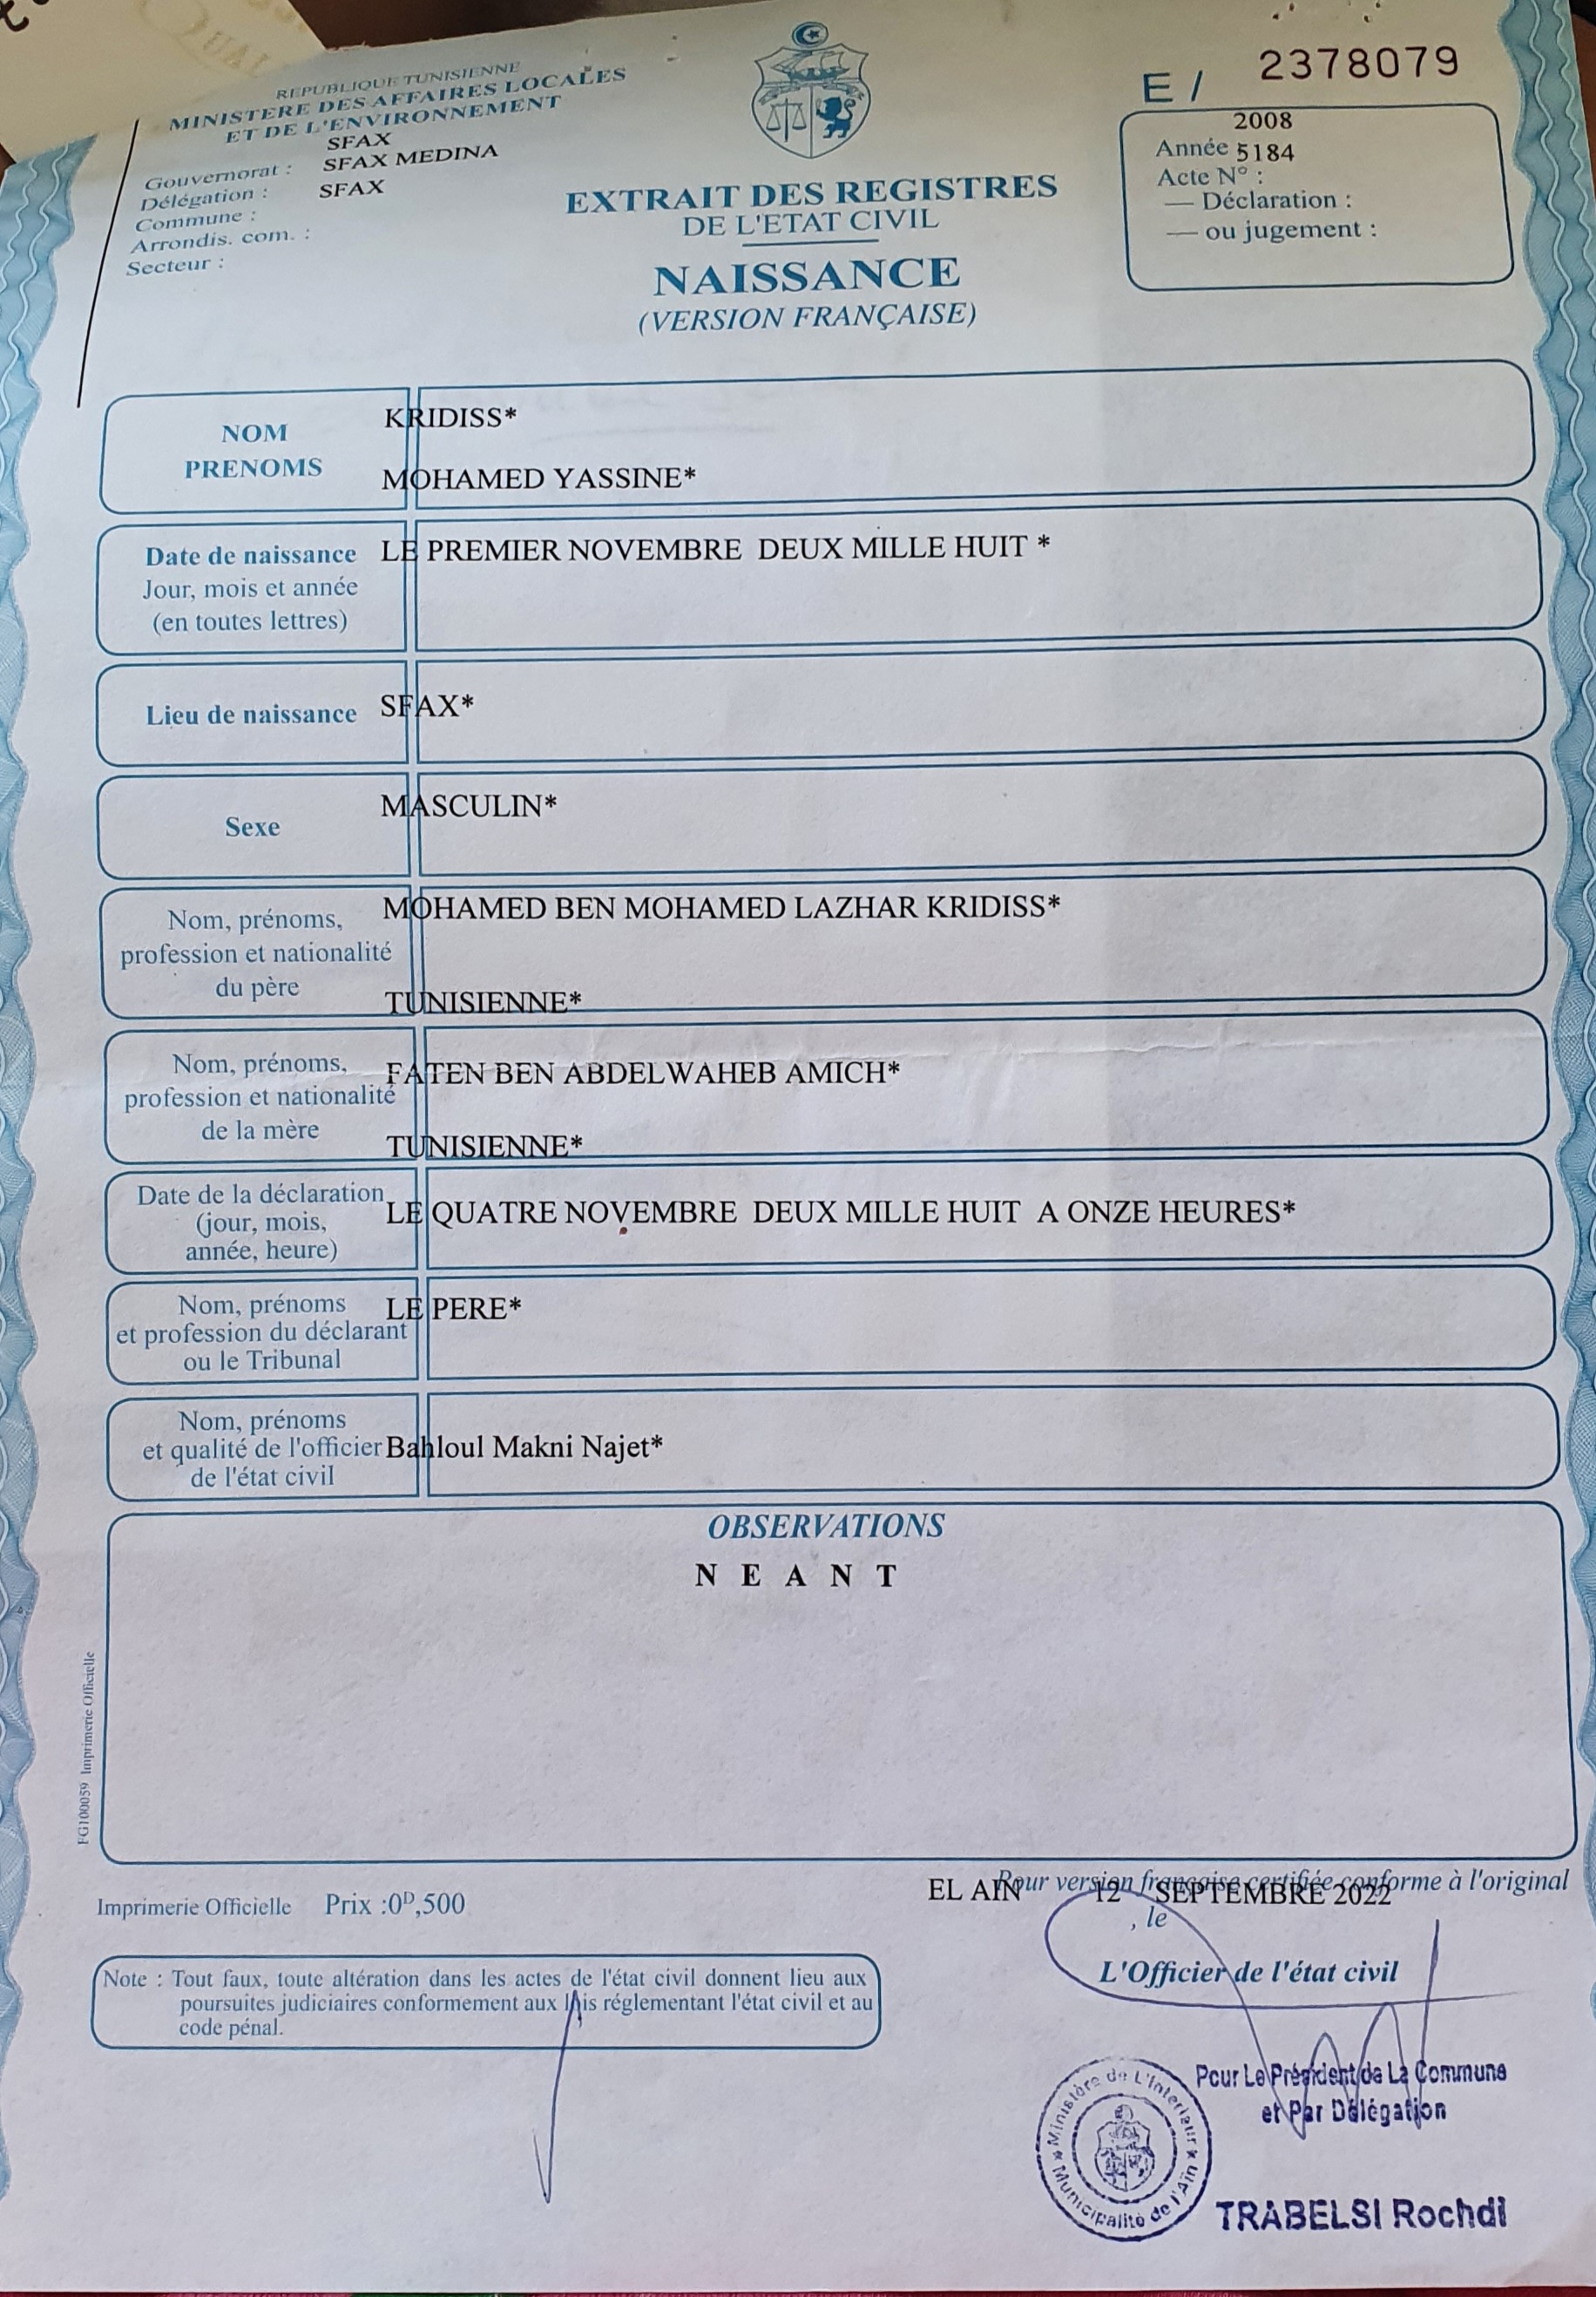 REPUBLIQUE TUNISIENNE
MINISTERE DES AFFAIRES LOCALES
ET DE L'ENVIRONNEMENT
SFAX
Gouvernorat : SFAX MEDINA
Délégation : SFAX
Commune :
Arrondis. com. :
Secteur :
EXTRAIT DES REGISTRES
DE L'ETAT CIVIL
NAISSANCE
(VERSION FRANÇAISE)
E / 2378079
2008
Année 5184
Acte N° :
— Déclaration :
— ou jugement :
NOM KRIDISS*
PRENOMS MOHAMED YASSINE*
Date de naissance LE PREMIER NOVEMBRE DEUX MILLE HUIT *
Jour, mois et année
(en toutes lettres)
Lieu de naissance SFAX*
Sexe MASCULIN*
Nom, prénoms, MOHAMED BEN MOHAMED LAZHAR KRIDISS*
profession et nationalité
du père TUNISIENNE*
Nom, prénoms, FATEN BEN ABDELWAHEB AMICH*
profession et nationalité
de la mère TUNISIENNE*
Date de la déclaration
(jour, mois, LE QUATRE NOVEMBRE DEUX MILLE HUIT A ONZE HEURES*
année, heure)
Nom, prénoms LE PERE*
et profession du déclarant
ou le Tribunal
Nom, prénoms
et qualité de l'officier Bahloul Makni Najet*
de l'état civil
OBSERVATIONS
N E A N T
FG100059 Imprimerie Officielle
Imprimerie Officielle Prix :0D,500
Pour version française certifiée conforme à l'original
EL AIN 12 SEPTEMBRE 2022
, le
L'Officier de l'état civil
Note : Tout faux, toute altération dans les actes de l'état civil donnent lieu aux
poursuites judiciaires conformement aux lois réglementant l'état civil et au
code pénal.
Pour Le Président de La Commune
et Par Délégation
Ministère de L'Interieur * Municipalité de l'Aïn *
TRABELSI Rochdi